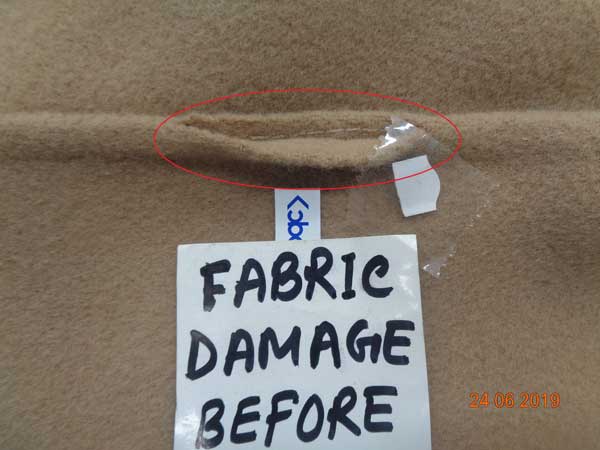 FABRIC
DAMAGE
BEFORE
24 06 2019